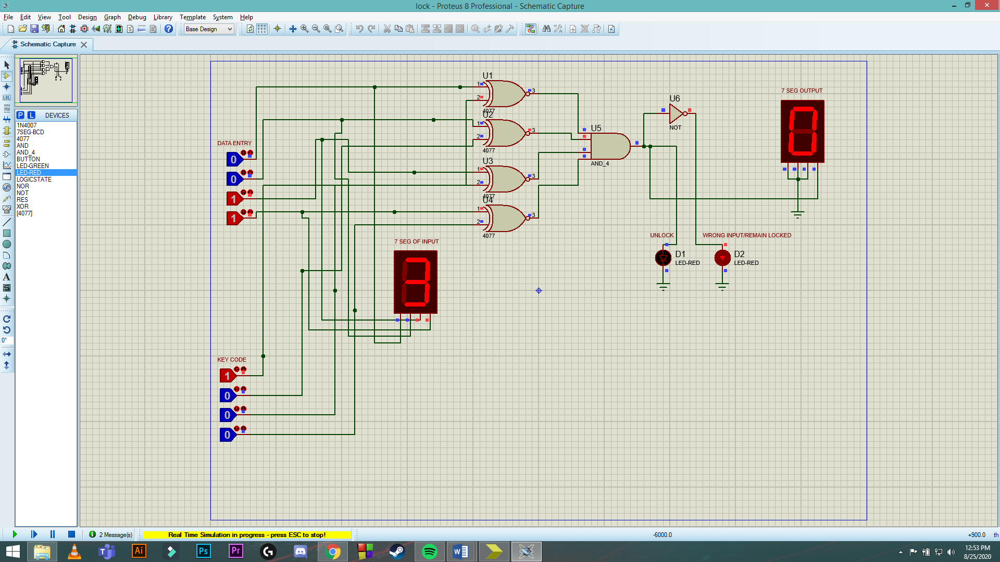 lock - Proteus 8 Professional - Schematic Capture
File Edit View Tool Design Graph Debug Library Template System Help
Base Design
Schematic Capture
P L DEVICES
1N4007
7SEG-BCD
4077
AND
AND_4
BUTTON
LED-GREEN
LED-RED
LOGICSTATE
NOR
NOT
RES
XOR
[4077]
LBL
A
S
0°
DATA ENTRY
0
0
1
1
KEY CODE
1
0
0
0
U1
1
2
3
4077
U2
1
2
3
4077
U3
1
2
3
4077
U4
1
2
3
4077
U5
AND_4
U6
NOT
7 SEG OUTPUT
0
7 SEG OF INPUT
3
UNLOCK
D1
LED-RED
WRONG INPUT/REMAIN LOCKED
D2
LED-RED
2 Message(s)
Real Time Simulation in progress - press ESC to stop!
-6000.0
+900.0 th
Ai
Ps
Pr
W
12:53 PM
8/25/2020